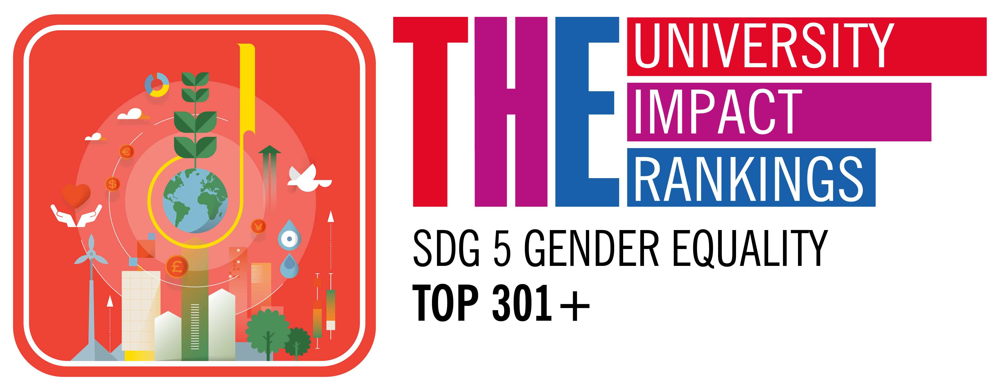 THE UNIVERSITY
IMPACT
RANKINGS
SDG 5 GENDER EQUALITY
TOP 301+
€
$
¥
£